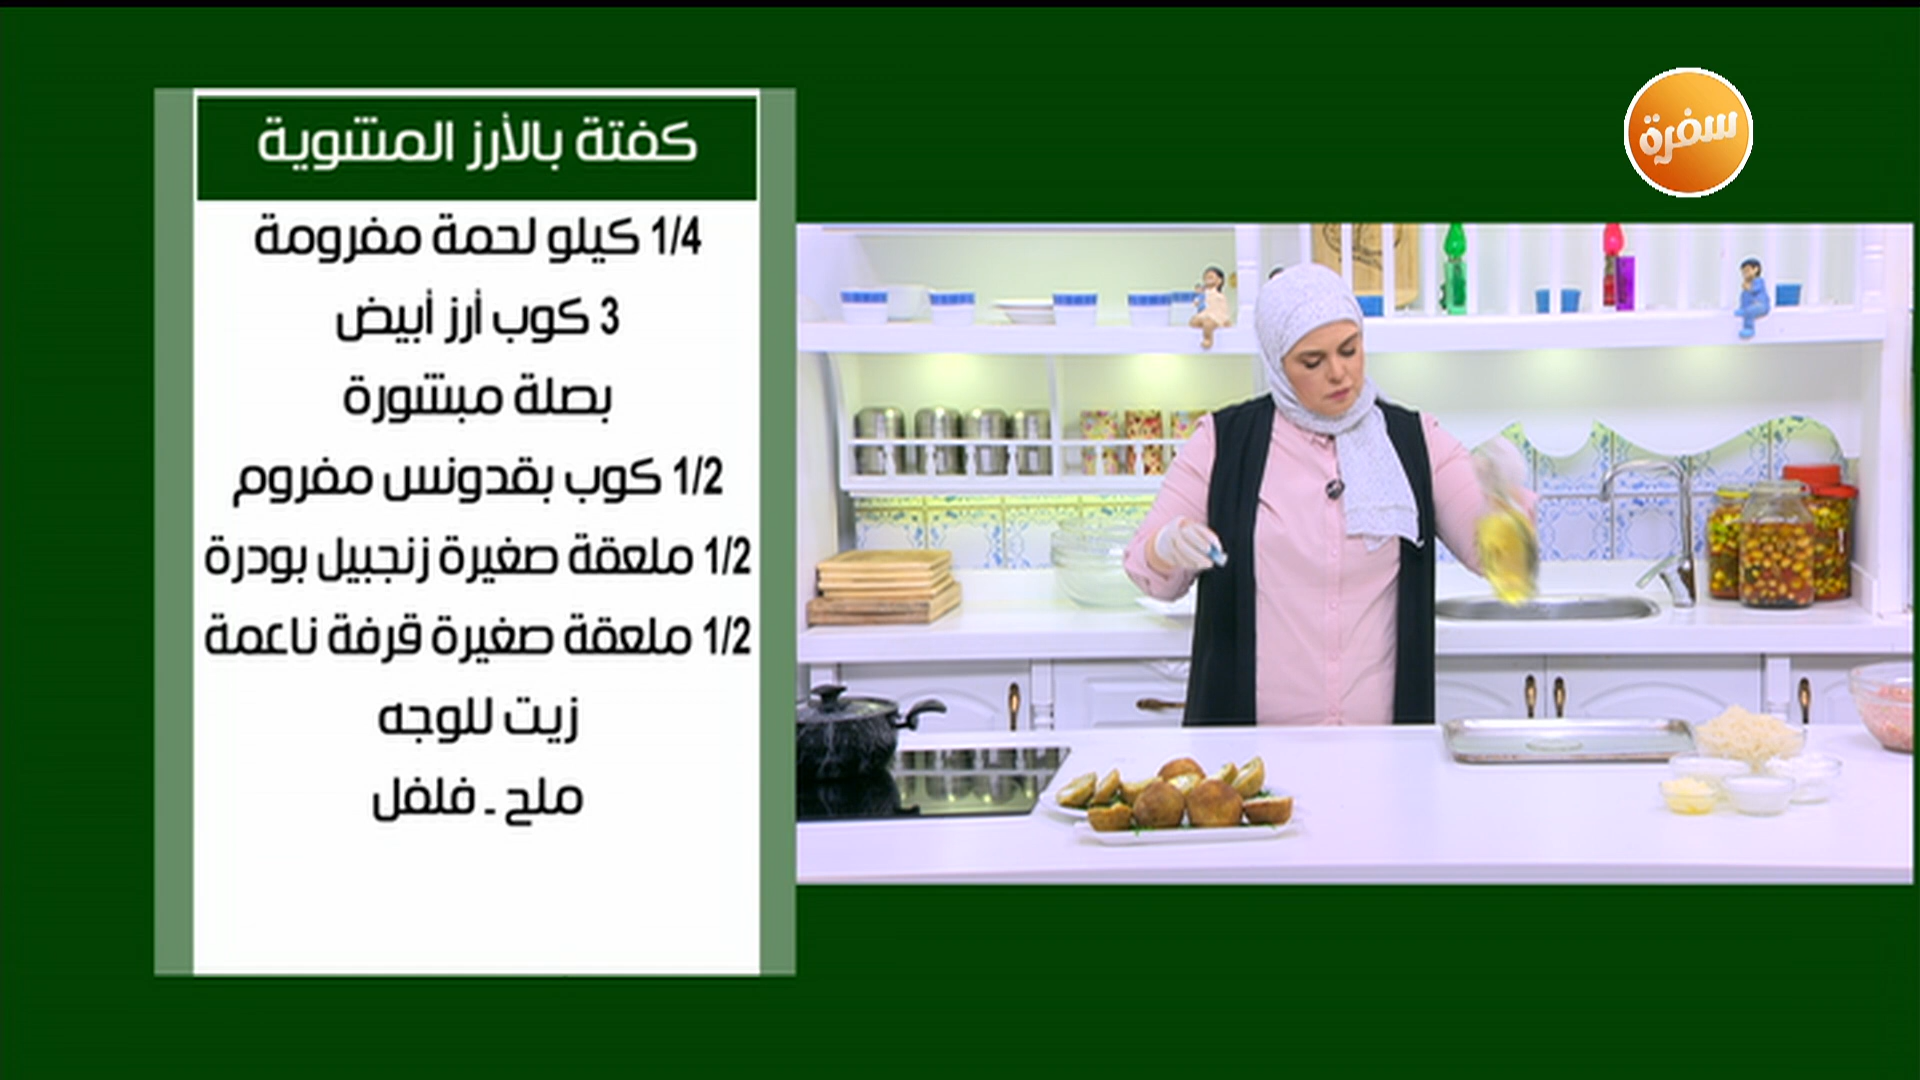 كفتة بالأرز المشوية
1/4 كيلو لحمة مفرومة
3 كوب أرز أبيض
بصلة مبشورة
1/2 كوب بقدونس مفروم
1/2 ملعقة صغيرة زنجبيل بودرة
1/2 ملعقة صغيرة قرفة ناعمة
زيت للوجه
ملح - فلفل
سفرة